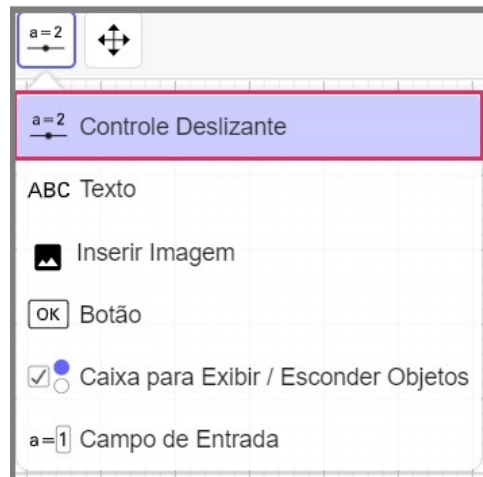 a=2
a=2 Controle Deslizante
ABC Texto
Inserir Imagem
OK Botão
Caixa para Exibir / Esconder Objetos
a=1 Campo de Entrada